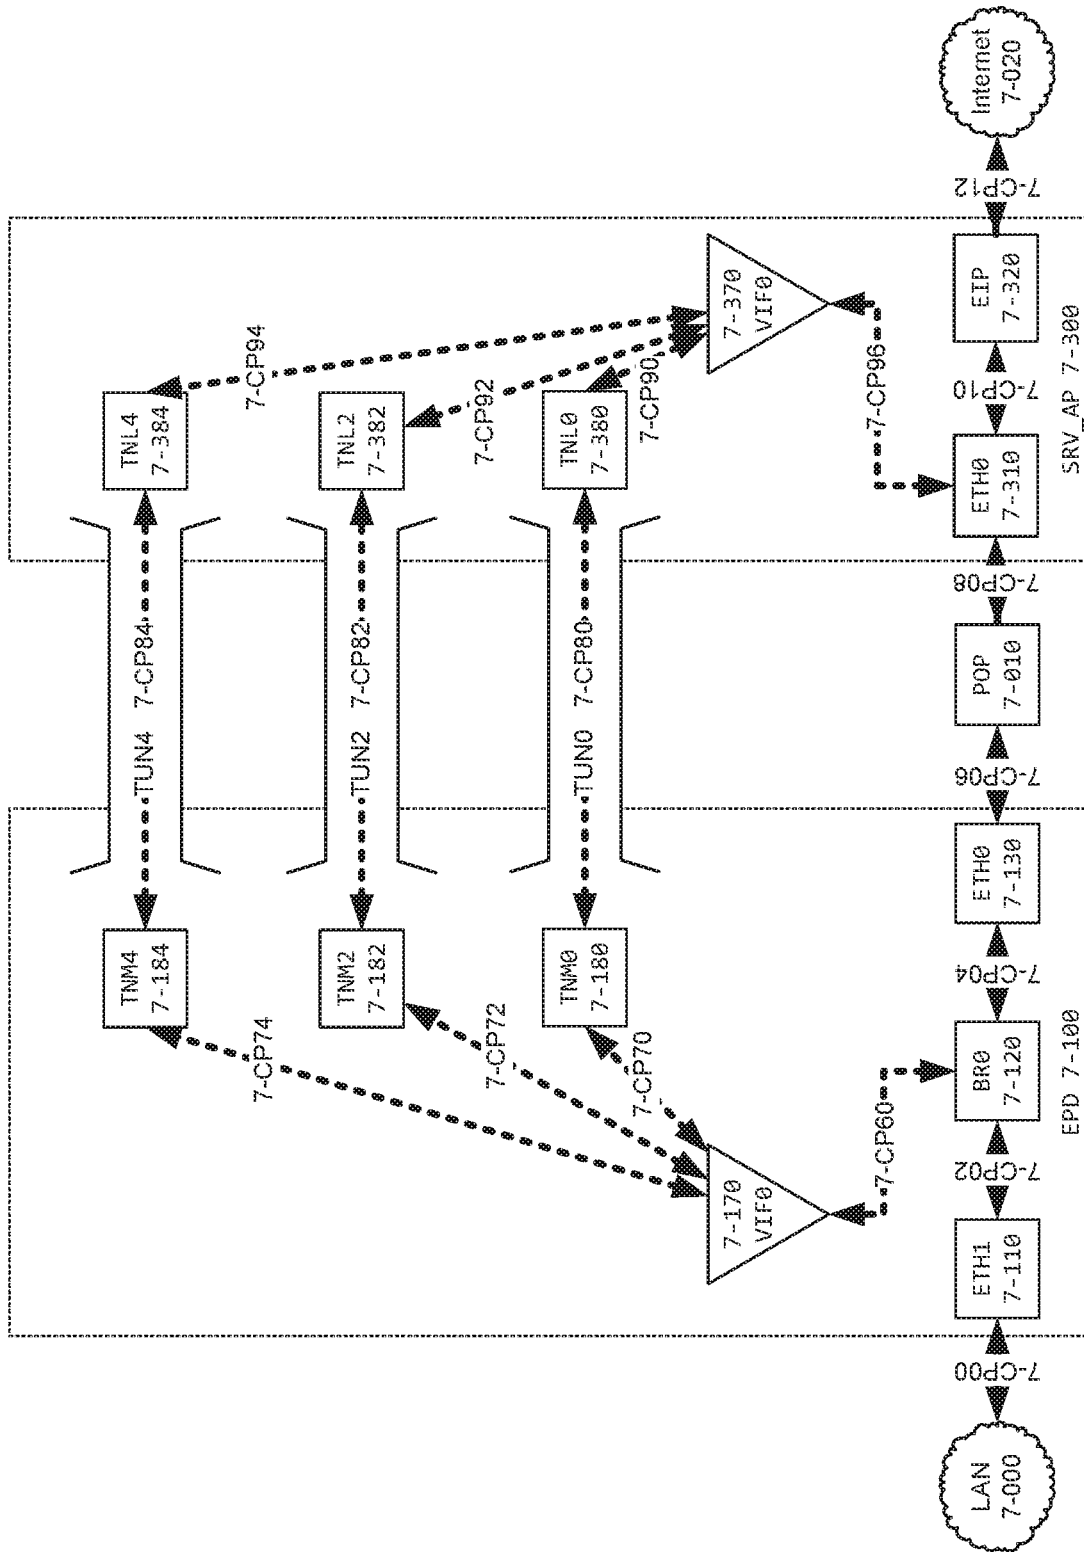 TNM4
7-184
TUN4 7-CP84
TNL4
7-384
7-CP74
7-CP94
TNM2
7-182
TUN2 7-CP82
TNL2
7-382
7-CP72
7-CP92
TNM0
7-180
TUN0 7-CP80
TNL0
7-380
7-CP70
7-CP90
7-170
VIF0
7-370
VIF0
7-CP60
7-CP96
LAN
7-000
7-CP00
ETH1
7-110
7-CP02
BR0
7-120
7-CP04
ETH0
7-130
7-CP06
POP
7-010
7-CP08
ETH0
7-310
7-CP10
EIP
7-320
7-CP12
Internet
7-020
EPD 7-100
SRV_AP 7-300